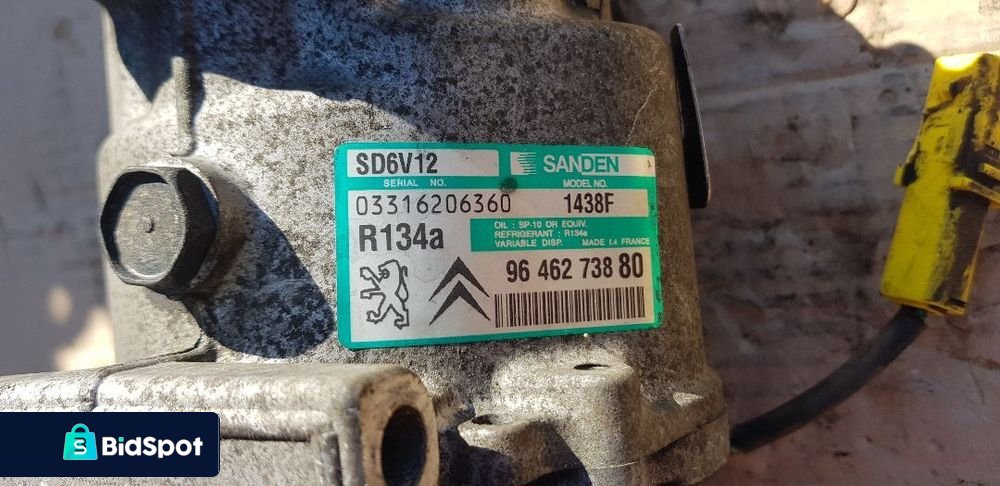 SD6V12
SANDEN
SERIAL NO.
MODEL NO.
03316206360
1438F
R134a
OIL : SP-10 OR EQUIV.
REFRIGERANT : R134a
VARIABLE DISP. MADE I.4 FRANCE
96 462 738 80
BidSpot